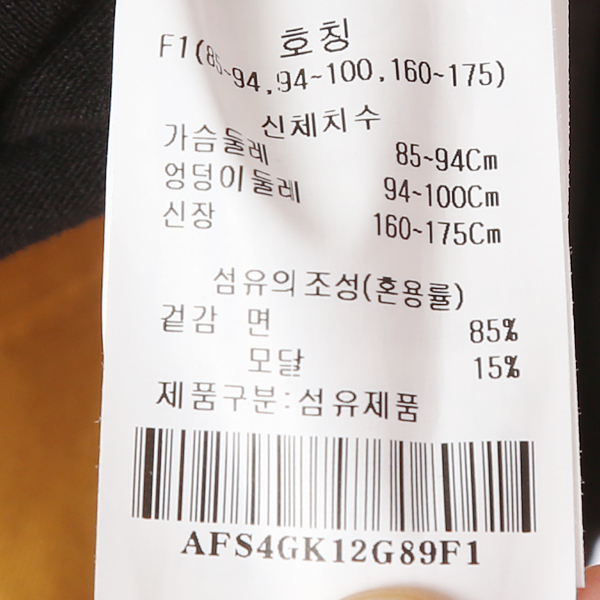 호칭
F1(85~94,94~100,160~175)
신체치수
가슴둘레 85~94Cm
엉덩이둘레 94~100Cm
신장 160~175Cm
섬유의조성(혼용률)
겉감 면 85%
모달 15%
제품구분:섬유제품
AFS4GK12G89F1